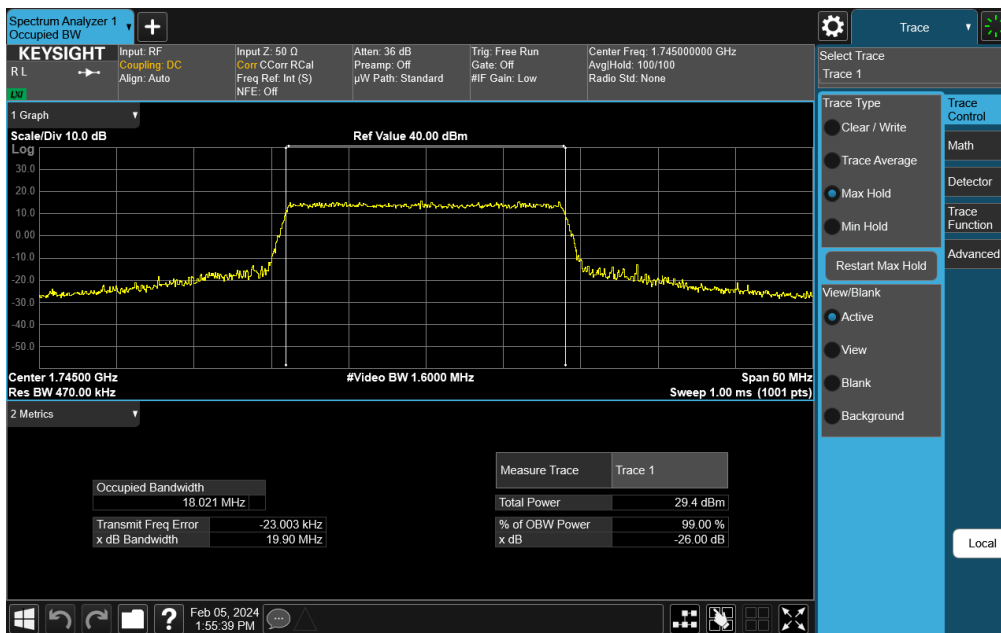 Spectrum Analyzer 1
Occupied BW
KEYSIGHT
R L
LXI
Input: RF
Coupling: DC
Align: Auto
Input Z: 50 Ω
Corr CCorr RCal
Freq Ref: Int (S)
NFE: Off
Atten: 36 dB
Preamp: Off
µW Path: Standard
Trig: Free Run
Gate: Off
#IF Gain: Low
Center Freq: 1.745000000 GHz
Avg|Hold: 100/100
Radio Std: None
1 Graph
Scale/Div 10.0 dB
Ref Value 40.00 dBm
Log
30.0
20.0
10.0
0.00
-10.0
-20.0
-30.0
-40.0
-50.0
Center 1.74500 GHz
#Video BW 1.6000 MHz
Span 50 MHz
Res BW 470.00 kHz
Sweep 1.00 ms (1001 pts)
2 Metrics
Occupied Bandwidth
18.021 MHz
Transmit Freq Error -23.003 kHz
x dB Bandwidth 19.90 MHz
Measure Trace Trace 1
Total Power 29.4 dBm
% of OBW Power 99.00 %
x dB -26.00 dB
Feb 05, 2024
1:55:39 PM
Trace
Select Trace
Trace 1
Trace Type
Clear / Write
Trace Average
Max Hold
Min Hold
Restart Max Hold
View/Blank
Active
View
Blank
Background
Trace
Control
Math
Detector
Trace
Function
Advanced
Local